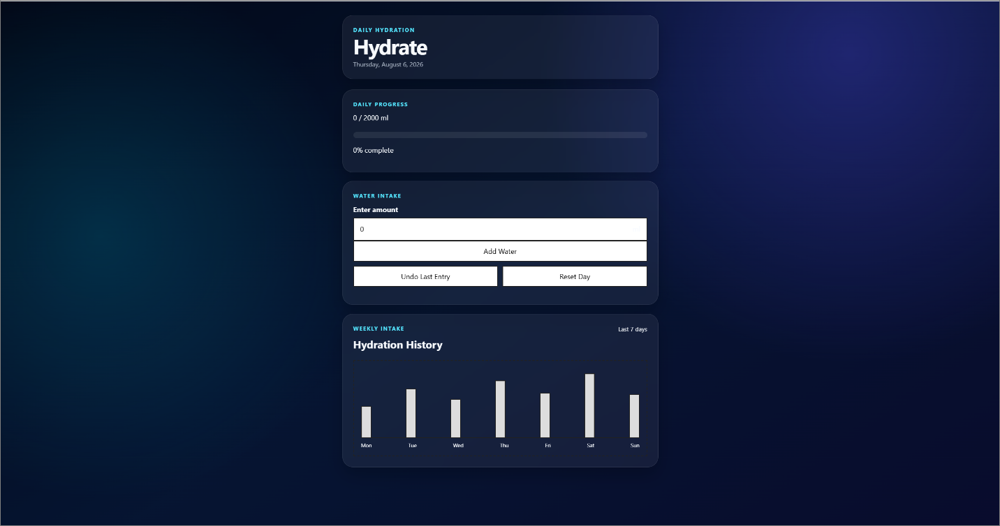 DAILY HYDRATION
Hydrate
Thursday, August 6, 2026
DAILY PROGRESS
0 / 2000 ml
0% complete
WATER INTAKE
Enter amount
0
Add Water
Undo Last Entry Reset Day
WEEKLY INTAKE Last 7 days
Hydration History
Mon Tue Wed Thu Fri Sat Sun